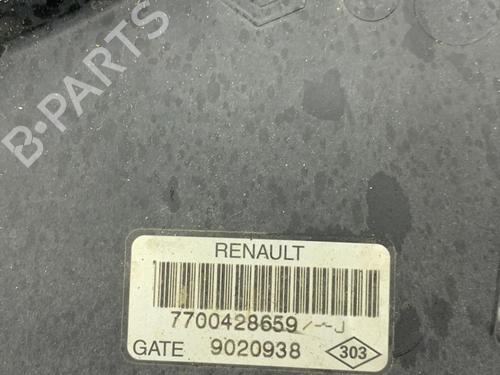 B-PARTS
RENAULT
7700428659/--J
GATE 9020938 303